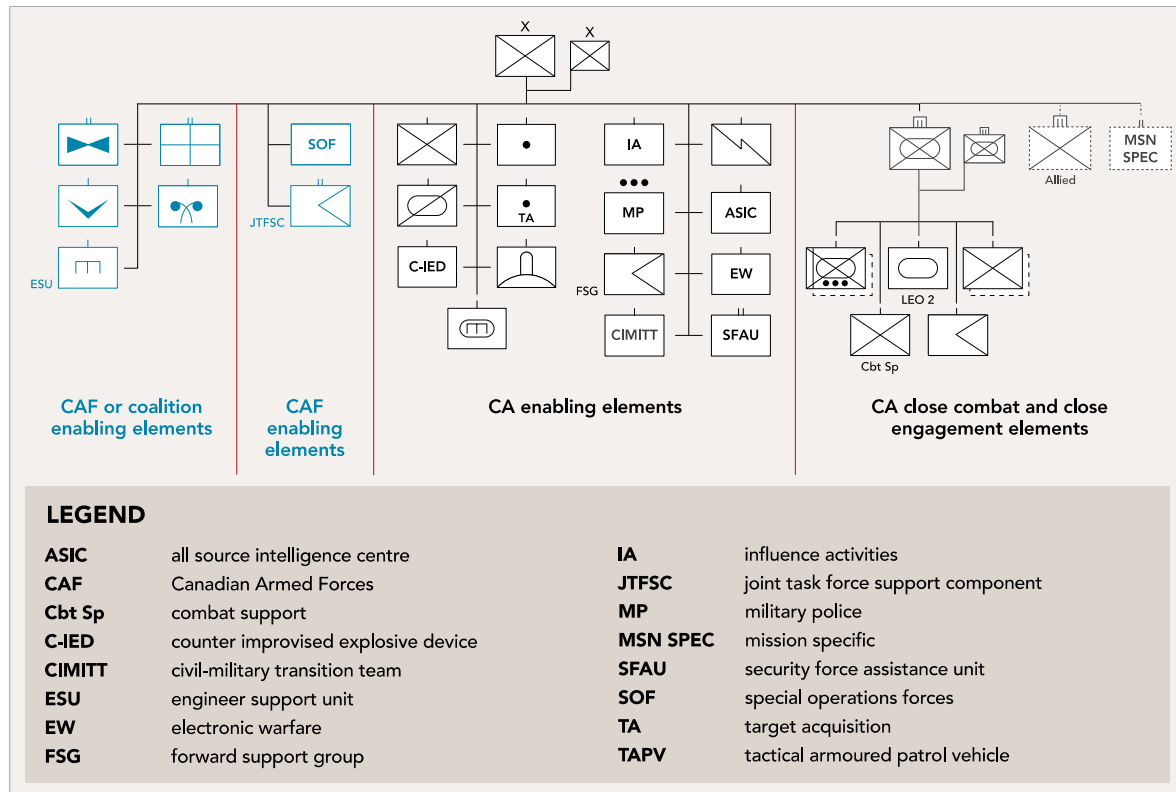 X
X
SOF
JTFSC
ESU
TA
C-IED
IA
MP
ASIC
FSG
EW
CIMITT
SFAU
Allied
MSN
SPEC
LEO 2
Cbt Sp
CAF or coalition
enabling elements
CAF
enabling
elements
CA enabling elements
CA close combat and close
engagement elements
LEGEND
ASIC all source intelligence centre
CAF Canadian Armed Forces
Cbt Sp combat support
C-IED counter improvised explosive device
CIMITT civil-military transition team
ESU engineer support unit
EW electronic warfare
FSG forward support group
IA influence activities
JTFSC joint task force support component
MP military police
MSN SPEC mission specific
SFAU security force assistance unit
SOF special operations forces
TA target acquisition
TAPV tactical armoured patrol vehicle